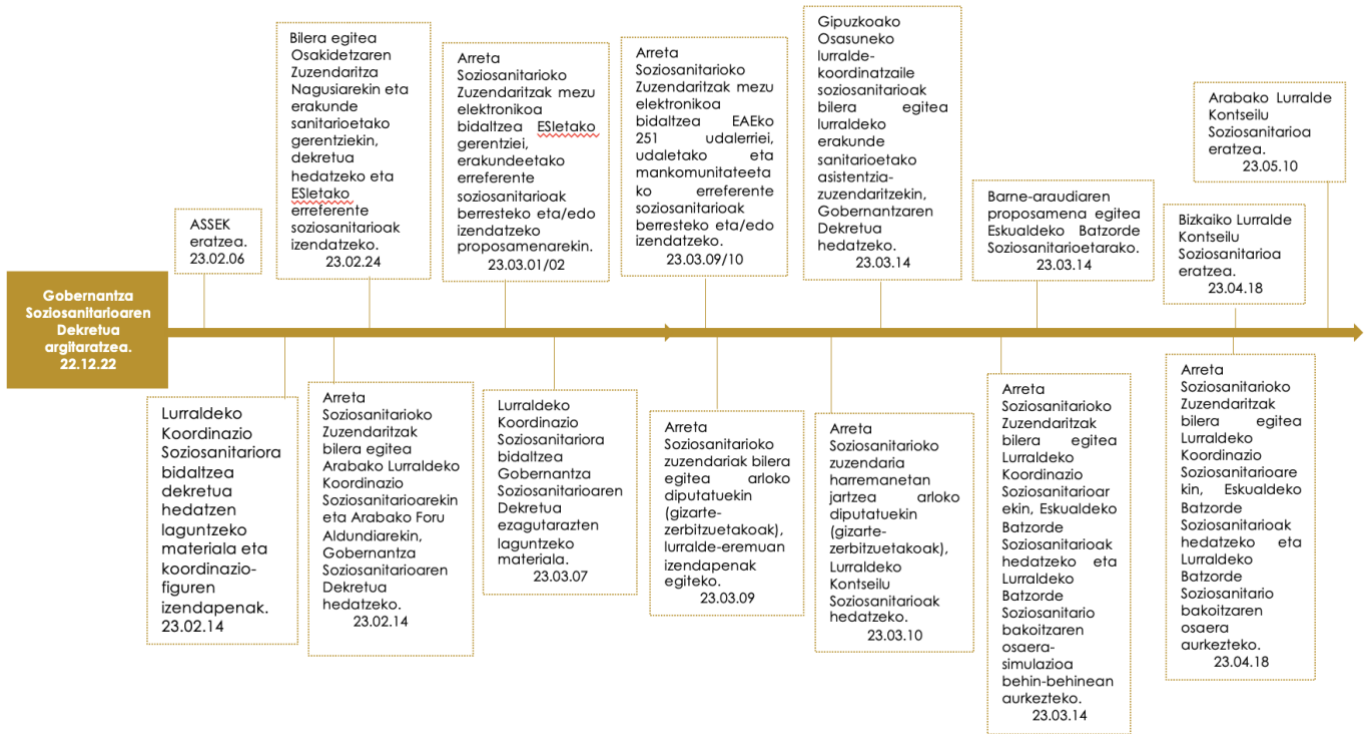 Gobernantza
Soziosanitarioaren
Dekretua
argitaratzea.
22.12.22
ASSEK
eratzea.
23.02.06
Bilera egitea
Osakidetzaren
Zuzendaritza
Nagusiarekin eta
erakunde
sanitarioetako
gerentziekin,
dekretua
hedatzeko eta
ESIetako
erreferente
soziosanitarioak
izendatzeko.
23.02.24
Arreta
Soziosanitarioko
Zuzendaritzak mezu
elektronikoa
bidaltzea ESIetako
gerentziei,
erakundeetako
erreferente
soziosanitarioak
berresteko eta/edo
izendatzeko
proposamenarekin.
23.03.01/02
Arreta
Soziosanitarioko
Zuzendaritzak mezu
elektronikoa
bidaltzea EAEko
251 udalerriei,
udaletako eta
mankomunitateeta
ko erreferente
soziosanitarioak
berresteko eta/edo
izendatzeko.
23.03.09/10
Gipuzkoako
Osasuneko
lurralde-
koordinatzaile
soziosanitarioak
bilera egitea
lurraldeko
erakunde
sanitarioetako
asistentzia-
zuzendaritzekin,
Gobernantzaren
Dekretua
hedatzeko.
23.03.14
Barne-araudiaren
proposamena egitea
Eskualdeko Batzorde
Soziosanitarioetarako.
23.03.14
Bizkaiko Lurralde
Kontseilu
Soziosanitarioa
eratzea.
23.04.18
Arabako Lurralde
Kontseilu
Soziosanitarioa
eratzea.
23.05.10
Lurraldeko
Koordinazio
Soziosanitariora
bidaltzea
dekretua
hedatzen
laguntzeko
materiala eta
koordinazio-
figuren
izendapenak.
23.02.14
Arreta
Soziosanitarioko
Zuzendaritzak
bilera egitea
Arabako Lurraldeko
Koordinazio
Soziosanitarioarekin
eta Arabako Foru
Aldundiarekin,
Gobernantza
Soziosanitarioaren
Dekretua
hedatzeko.
23.02.14
Lurraldeko
Koordinazio
Soziosanitariora
bidaltzea
Gobernantza
Soziosanitarioaren
Dekretua
ezagutarazten
laguntzeko
materiala.
23.03.07
Arreta
Soziosanitarioko
zuzendariak bilera
egitea arloko
diputatuekin
(gizarte-
zerbitzuetakoak),
lurralde-eremuan
izendapenak
egiteko.
23.03.09
Arreta
Soziosanitarioko
zuzendaria
harremanetan
jartzea arloko
diputatuekin
(gizarte-
zerbitzuetakoak),
Lurraldeko
Kontseilu
Soziosanitarioak
hedatzeko.
23.03.10
Arreta
Soziosanitarioko
Zuzendaritzak
bilera egitea
Lurraldeko
Koordinazio
Soziosanitarioar
ekin, Eskualdeko
Batzorde
Soziosanitarioak
hedatzeko eta
Lurraldeko
Batzorde
Soziosanitario
bakoitzaren
osaera-
simulazioa
behin-behinean
aurkezteko.
23.03.14
Arreta
Soziosanitarioko
Zuzendaritzak
bilera egitea
Lurraldeko
Koordinazio
Soziosanitarioare
kin, Eskualdeko
Batzorde
Soziosanitarioak
hedatzeko eta
Lurraldeko
Batzorde
Soziosanitario
bakoitzaren
osaera
aurkezteko.
23.04.18